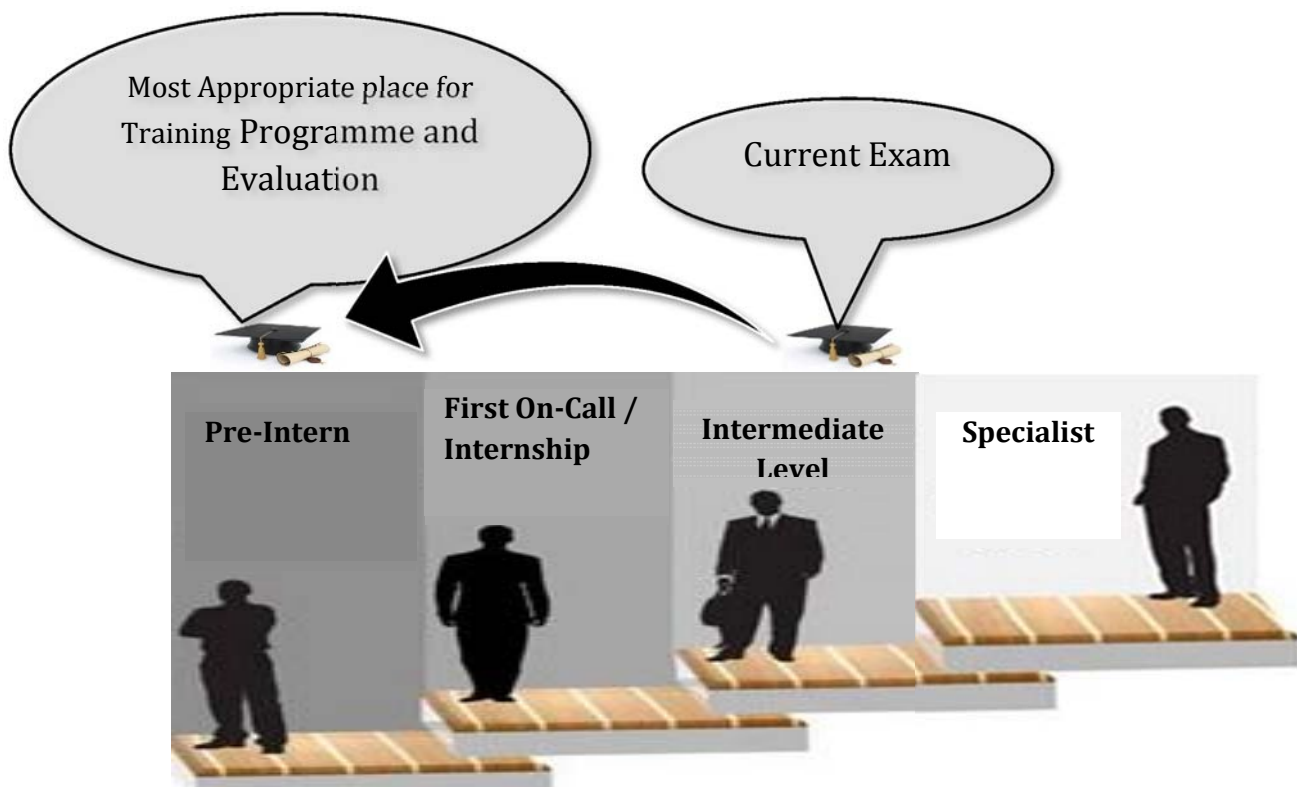 Most Appropriate place for
Training Programme and
Evaluation
Current Exam
Pre-Intern
First On-Call /
Internship
Intermediate
Level
Specialist